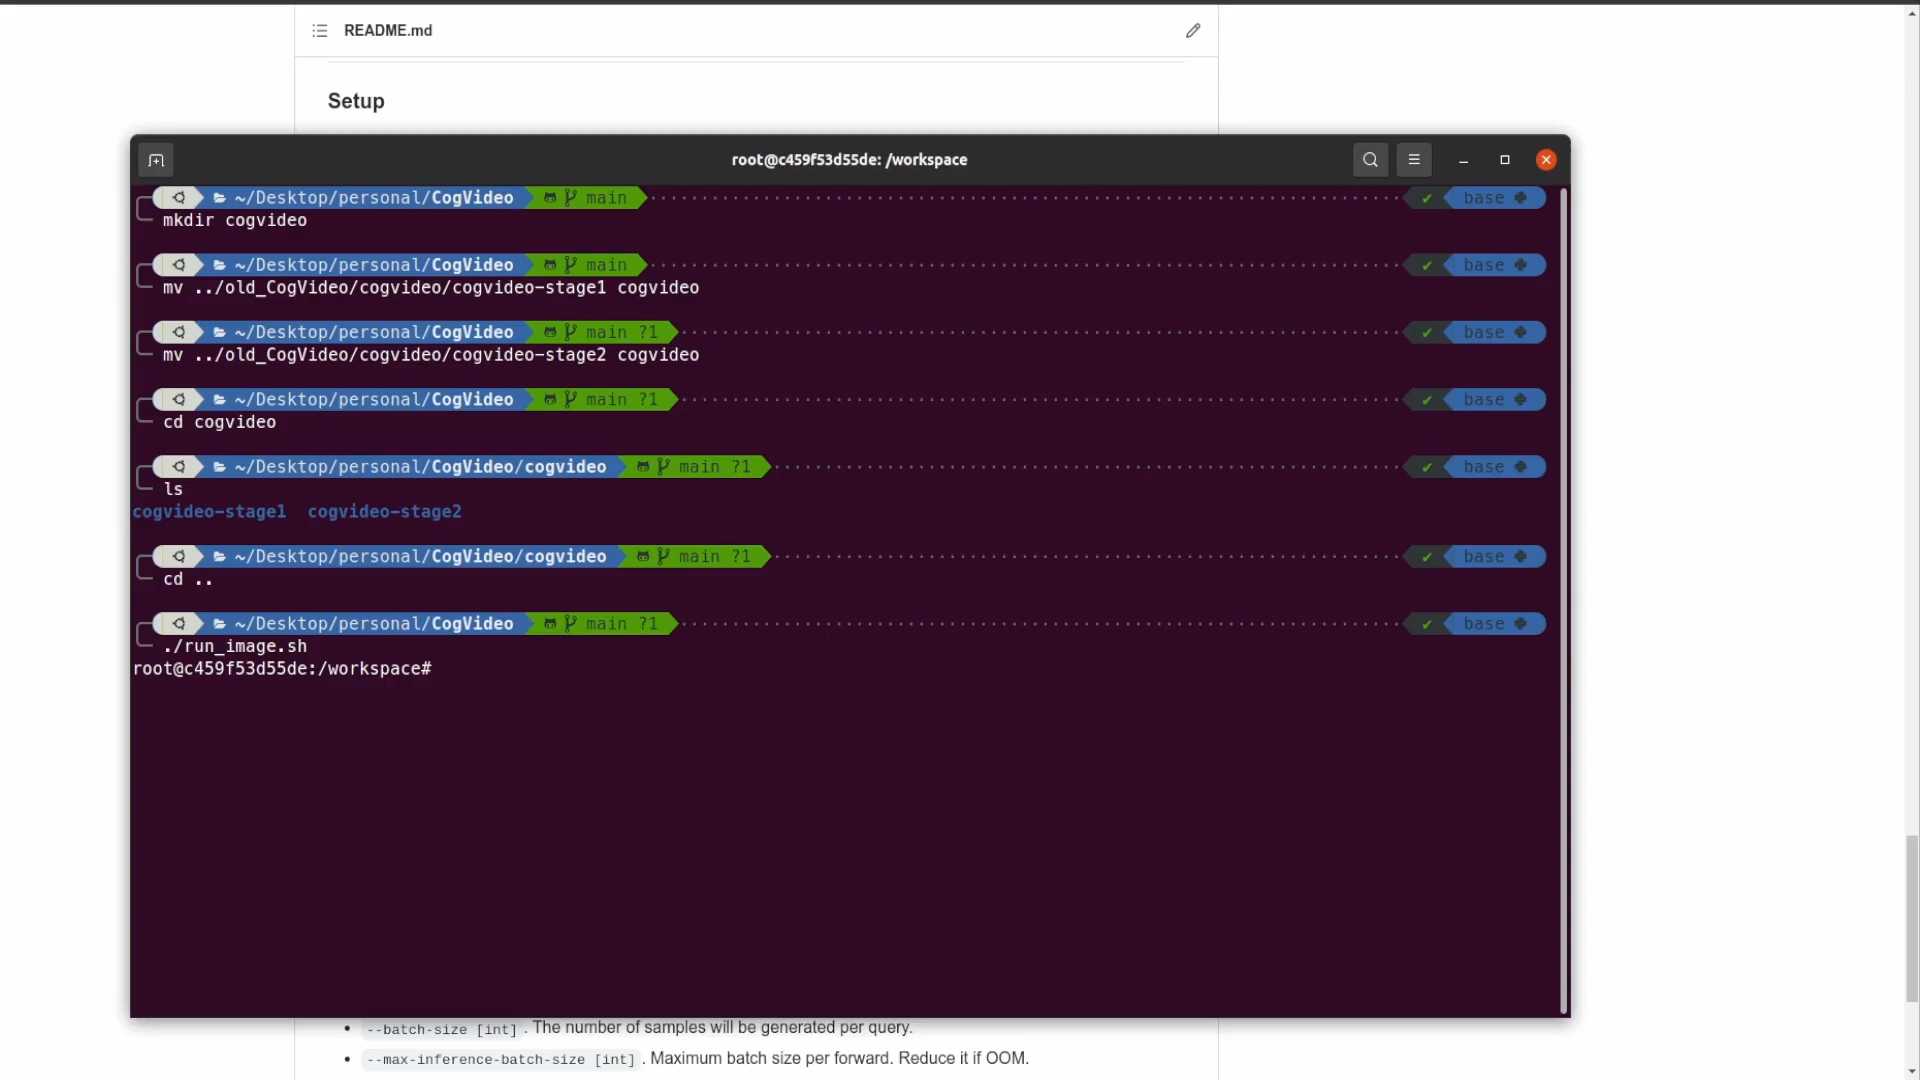 README.md
Setup
root@c459f53d55de: /workspace
~/Desktop/personal/CogVideo main base
mkdir cogvideo
~/Desktop/personal/CogVideo main base
mv ../old_CogVideo/cogvideo/cogvideo-stage1 cogvideo
~/Desktop/personal/CogVideo main ?1 base
mv ../old_CogVideo/cogvideo/cogvideo-stage2 cogvideo
~/Desktop/personal/CogVideo main ?1 base
cd cogvideo
~/Desktop/personal/CogVideo/cogvideo main ?1 base
ls
cogvideo-stage1 cogvideo-stage2
~/Desktop/personal/CogVideo/cogvideo main ?1 base
cd ..
~/Desktop/personal/CogVideo main ?1 base
./run_image.sh
root@c459f53d55de:/workspace#
--batch-size [int] . The number of samples will be generated per query.
--max-inference-batch-size [int] . Maximum batch size per forward. Reduce it if OOM.